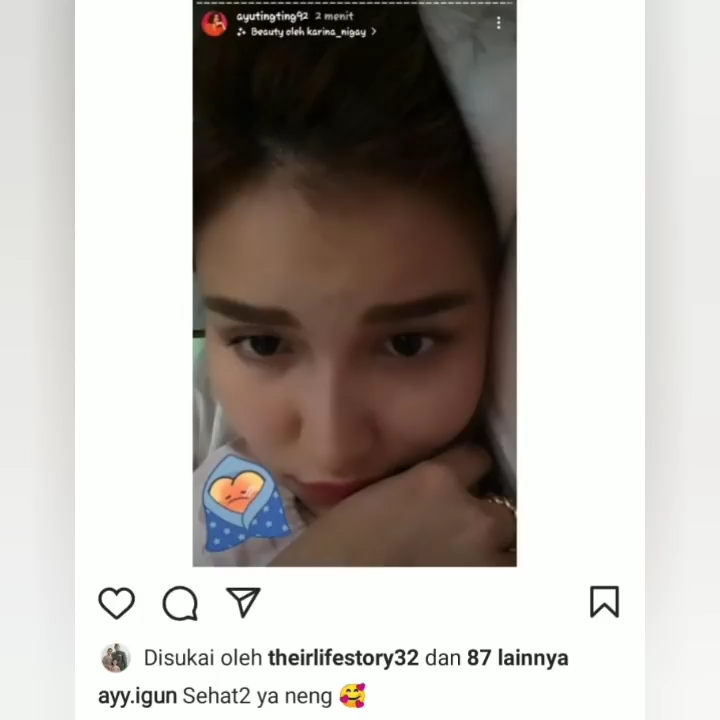 ayutingting92 2 menit
Beauty oleh karina_nigay >
Disukai oleh theirlifestory32 dan 87 lainnya
ayy.igun Sehat2 ya neng 🥰